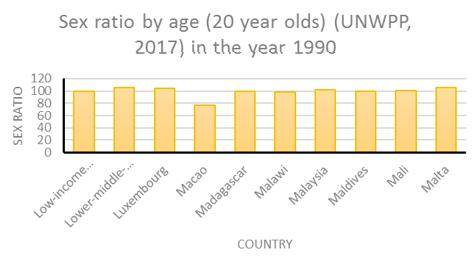 Sex ratio by age (20 year olds) (UNWPP,
2017) in the year 1990
SEX RATIO
120
100
80
60
40
20
0
Low-income...
Lower-middle-...
Luxembourg
Macao
Madagascar
Malawi
Malaysia
Maldives
Mali
Malta
COUNTRY